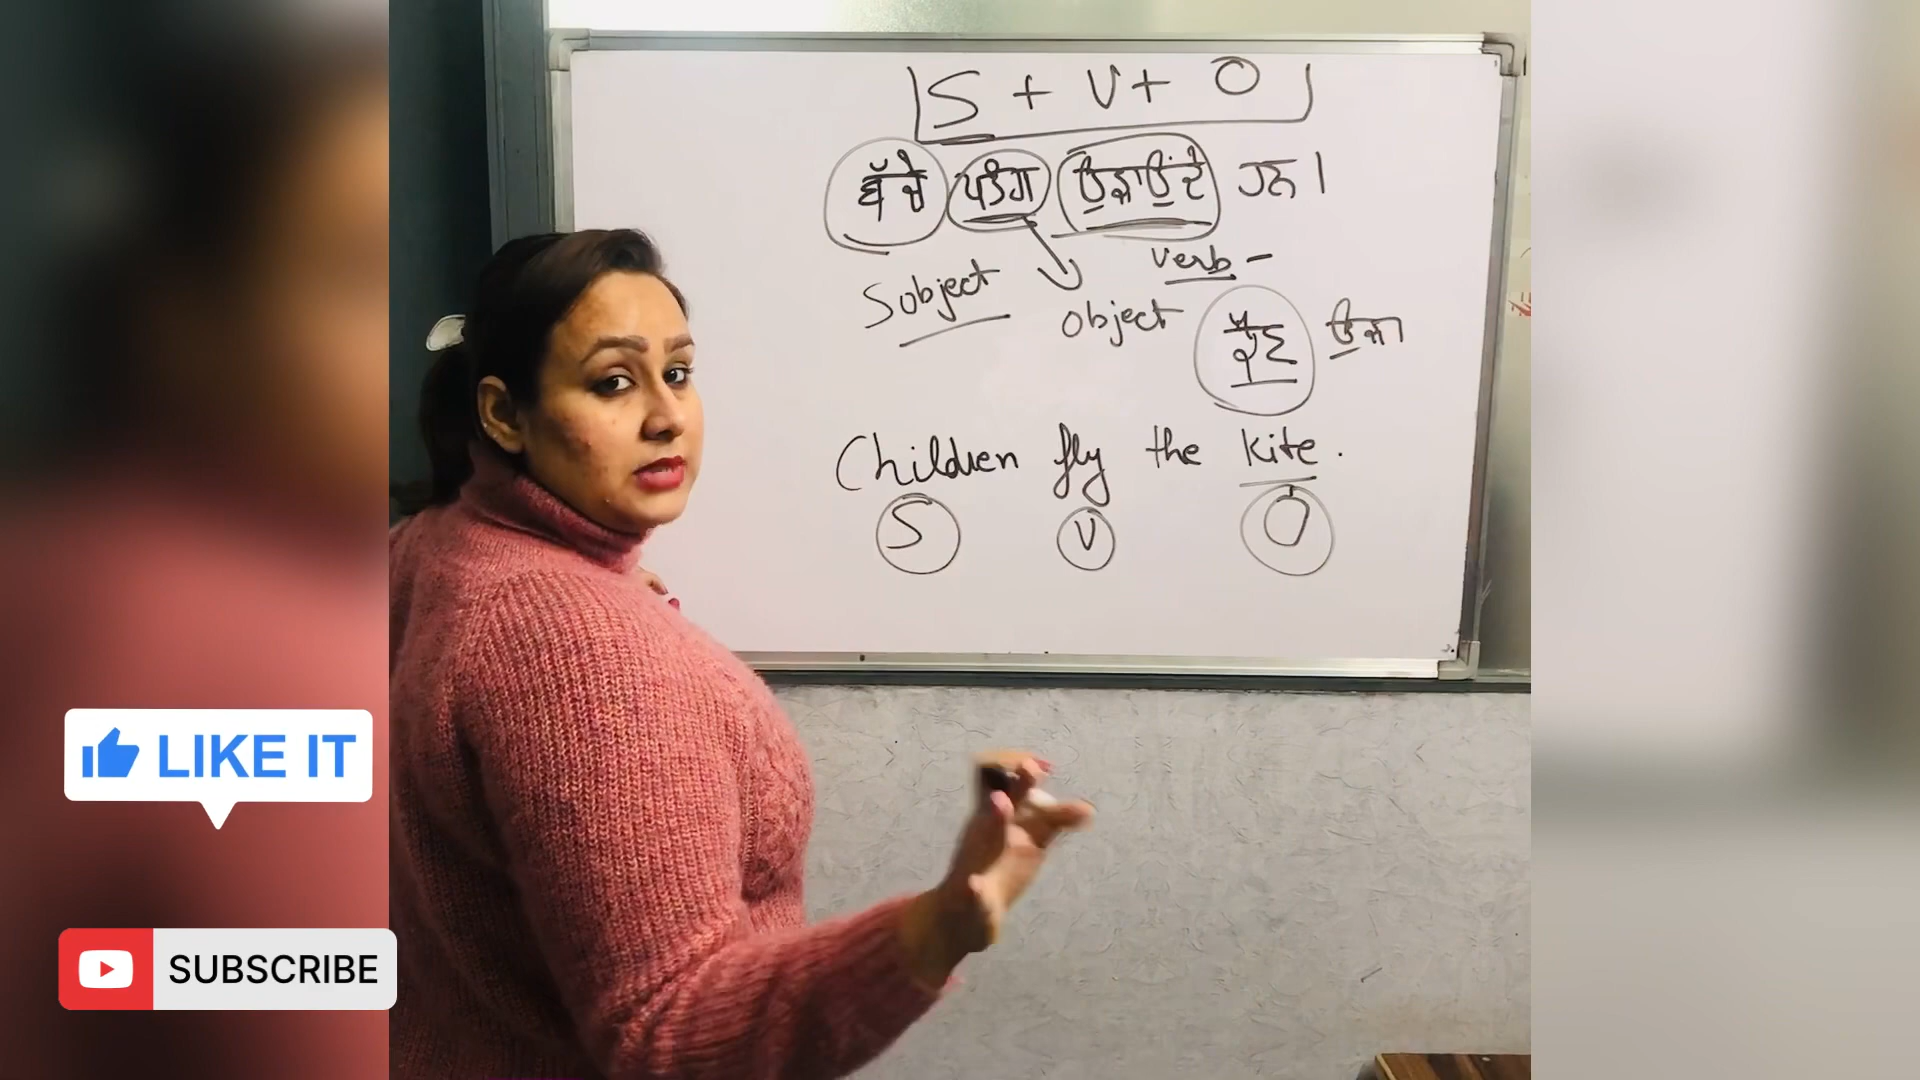 S + V + O
ਬੱਚੇ ਪਤੰਗ ਉਡਾਉਂਦੇ ਹਨ।
Verb -
Subject
object
ਕੌਣ ਉਡਾ
Children fly the kite.
S V O
LIKE IT
SUBSCRIBE